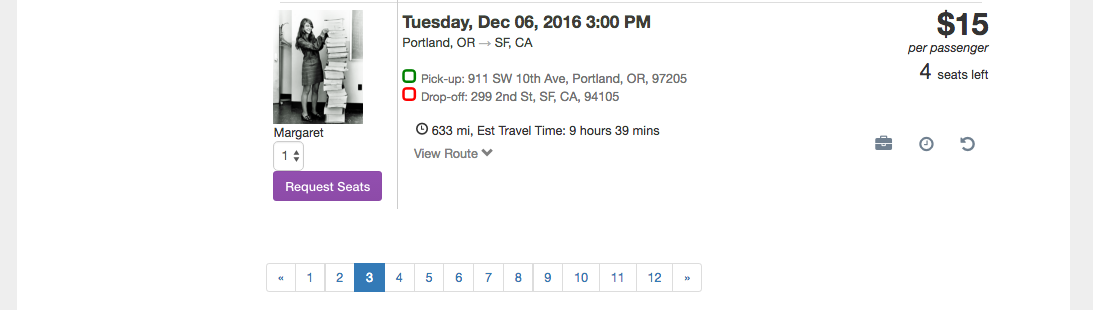 Tuesday, Dec 06, 2016 3:00 PM
Portland, OR → SF, CA
$15
per passenger
4 seats left
Pick-up: 911 SW 10th Ave, Portland, OR, 97205
Drop-off: 299 2nd St, SF, CA, 94105
633 mi, Est Travel Time: 9 hours 39 mins
View Route
Margaret
1
Request Seats
« 1 2 3 4 5 6 7 8 9 10 11 12 »